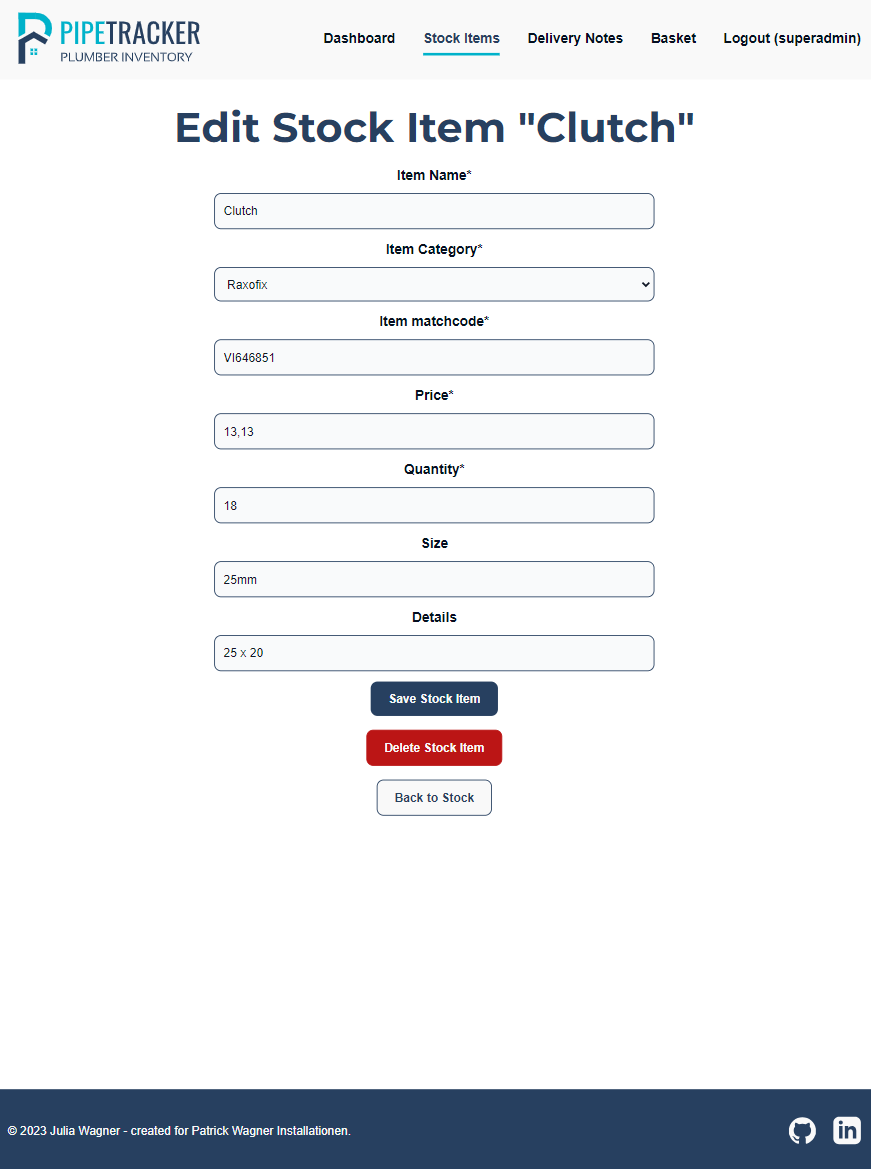 PIPETRACKER
PLUMBER INVENTORY
Dashboard Stock Items Delivery Notes Basket Logout (superadmin)
Edit Stock Item "Clutch"
Item Name*
Clutch
Item Category*
Raxofix
Item matchcode*
VI646851
Price*
13,13
Quantity*
18
Size
25mm
Details
25 x 20
Save Stock Item
Delete Stock Item
Back to Stock
© 2023 Julia Wagner - created for Patrick Wagner Installationen.
in